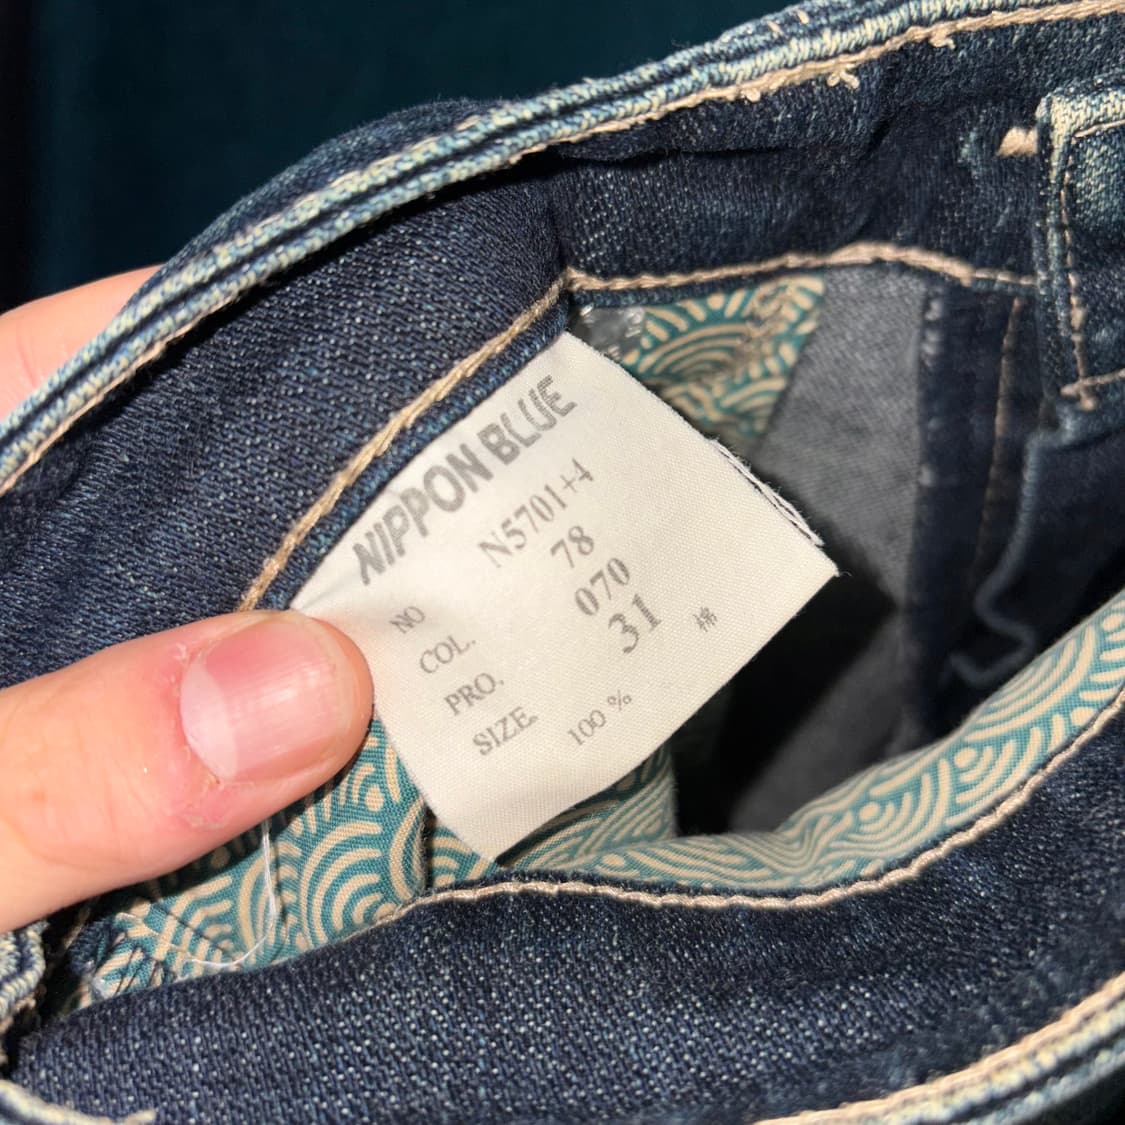 NIPPON BLUE
NO N5701+4
COL. 78
PRO. 070
SIZE. 31
100 % 棉